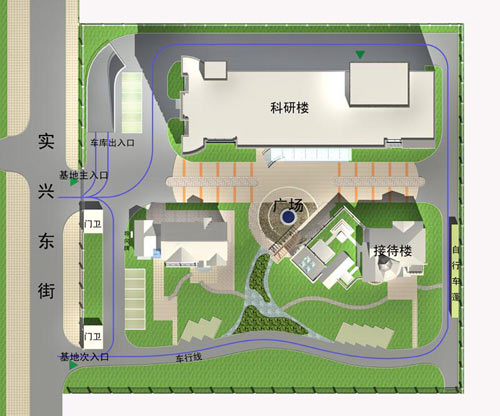 科研楼
车库出入口
实兴东街
基地主入口
广场
门卫
接待楼
自行车蓬
门卫
基地次入口
车行线